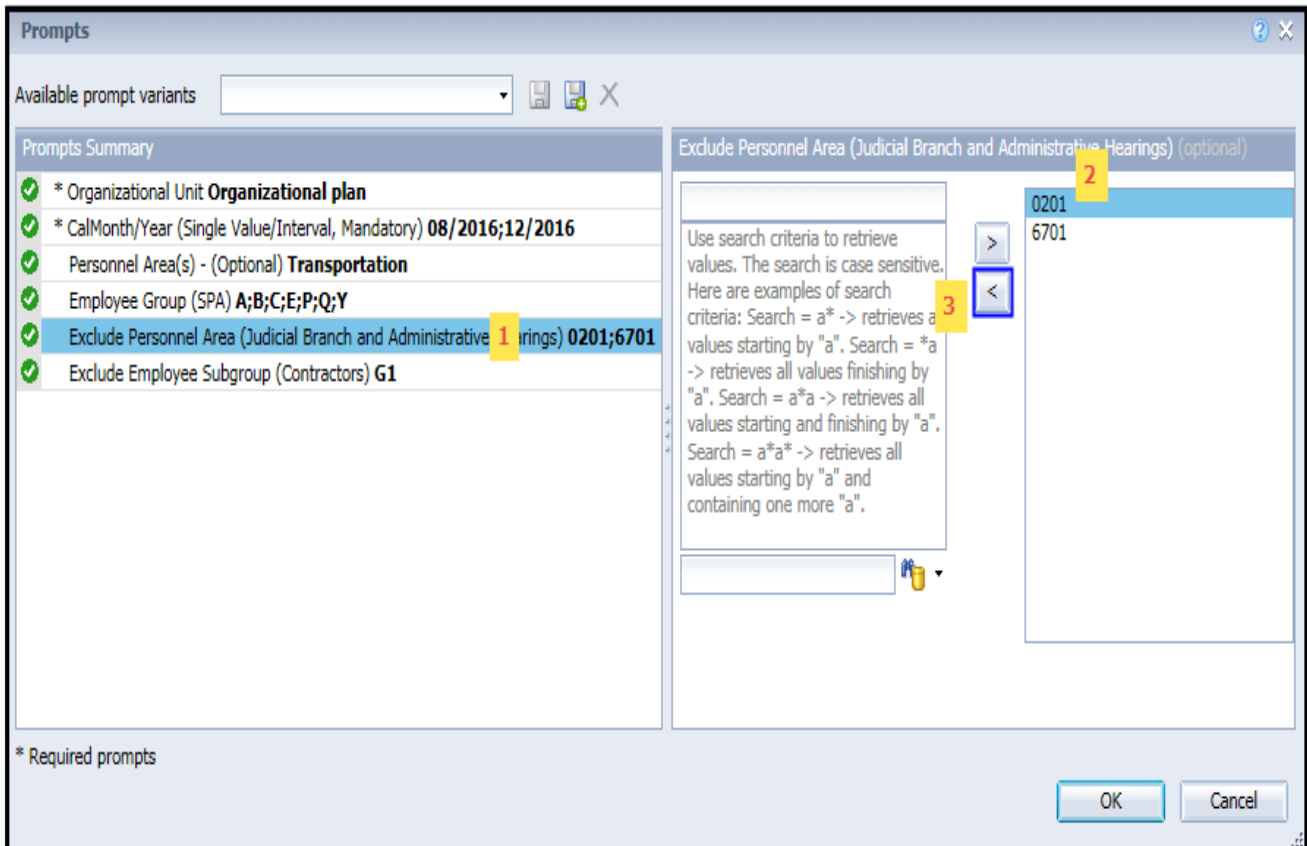 Prompts
Available prompt variants
Prompts Summary
* Organizational Unit Organizational plan
* CalMonth/Year (Single Value/Interval, Mandatory) 08/2016;12/2016
Personnel Area(s) - (Optional) Transportation
Employee Group (SPA) A;B;C;E;P;Q;Y
Exclude Personnel Area (Judicial Branch and Administrative 1 arings) 0201;6701
Exclude Employee Subgroup (Contractors) G1
Exclude Personnel Area (Judicial Branch and Administrative Hearings) (optional)
2
Use search criteria to retrieve
values. The search is case sensitive.
Here are examples of search
criteria: Search = a* -> retrieves a
values starting by "a". Search = *a
-> retrieves all values finishing by
"a". Search = a*a -> retrieves all
values starting and finishing by "a".
Search = a*a* -> retrieves all
values starting by "a" and
containing one more "a".
>
3
<
0201
6701
* Required prompts
OK
Cancel